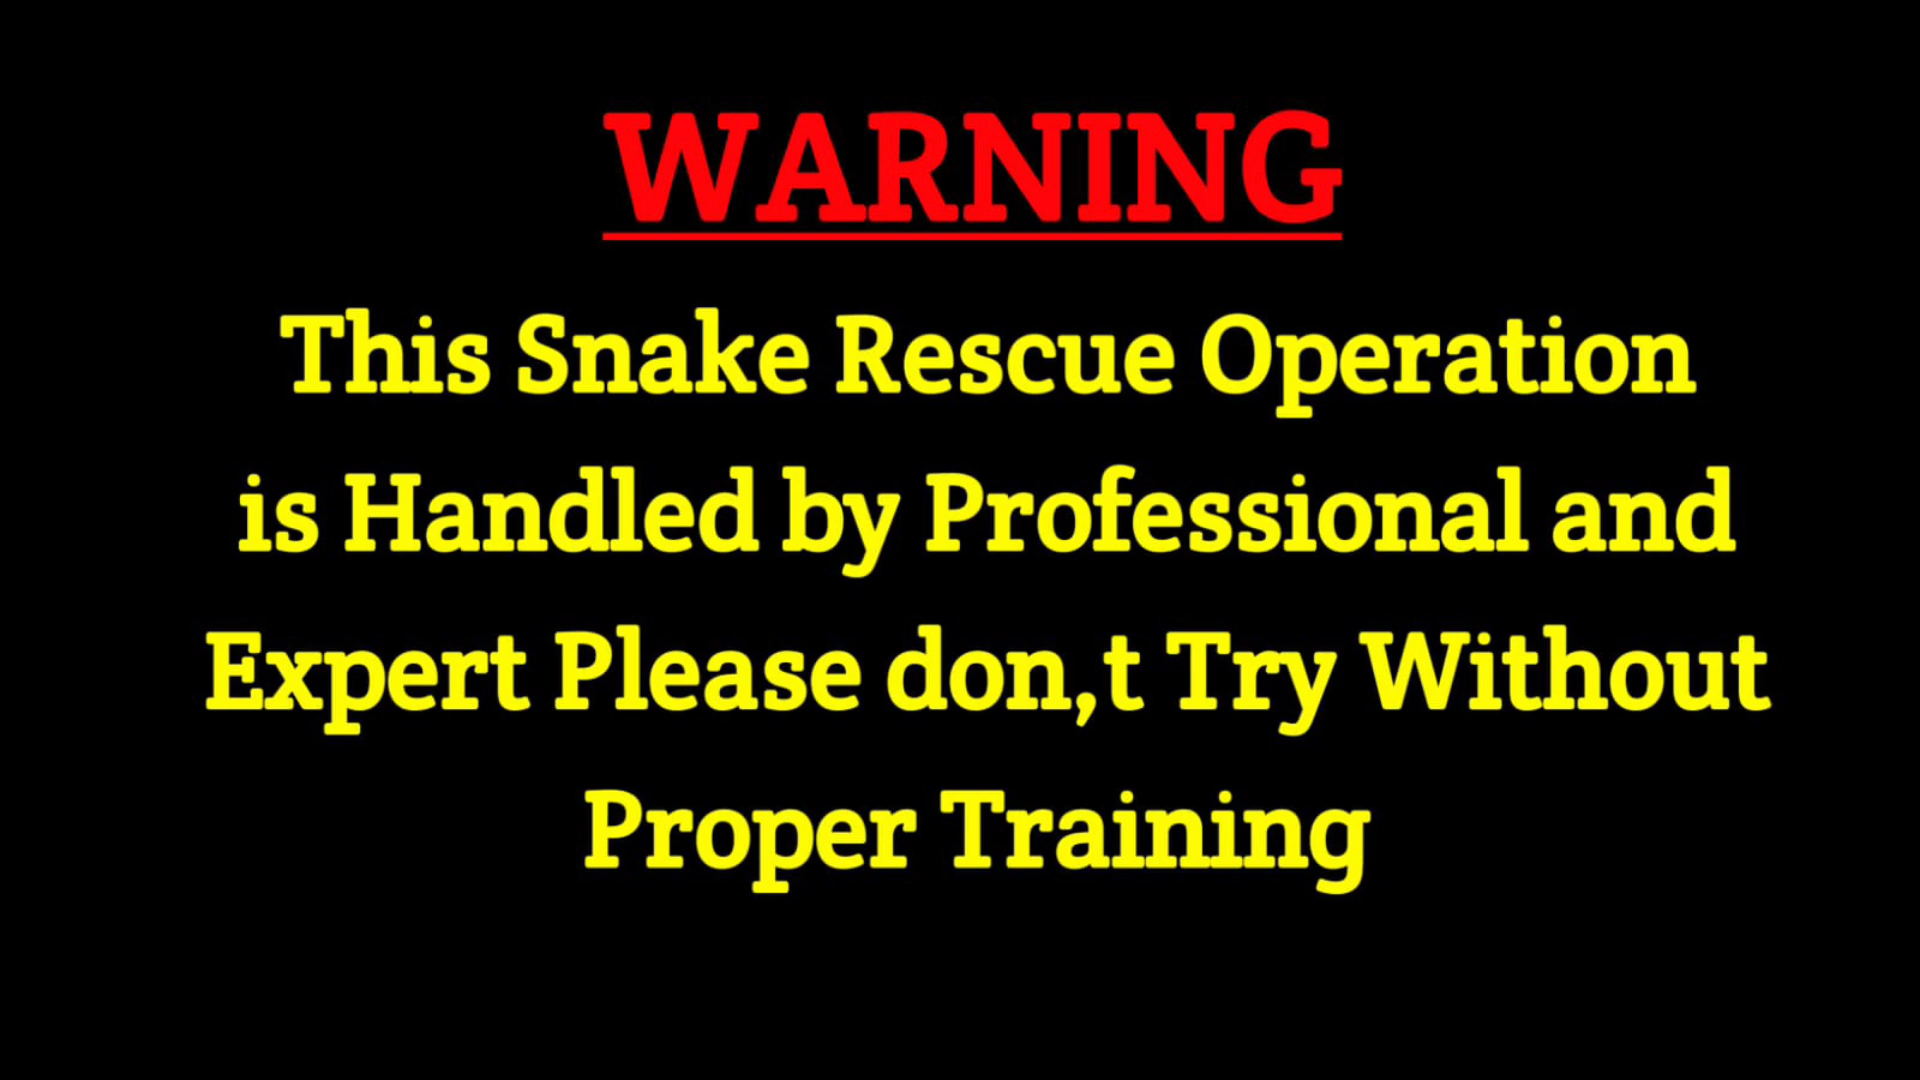 WARNING
This Snake Rescue Operation
is Handled by Professional and
Expert Please don,t Try Without
Proper Training